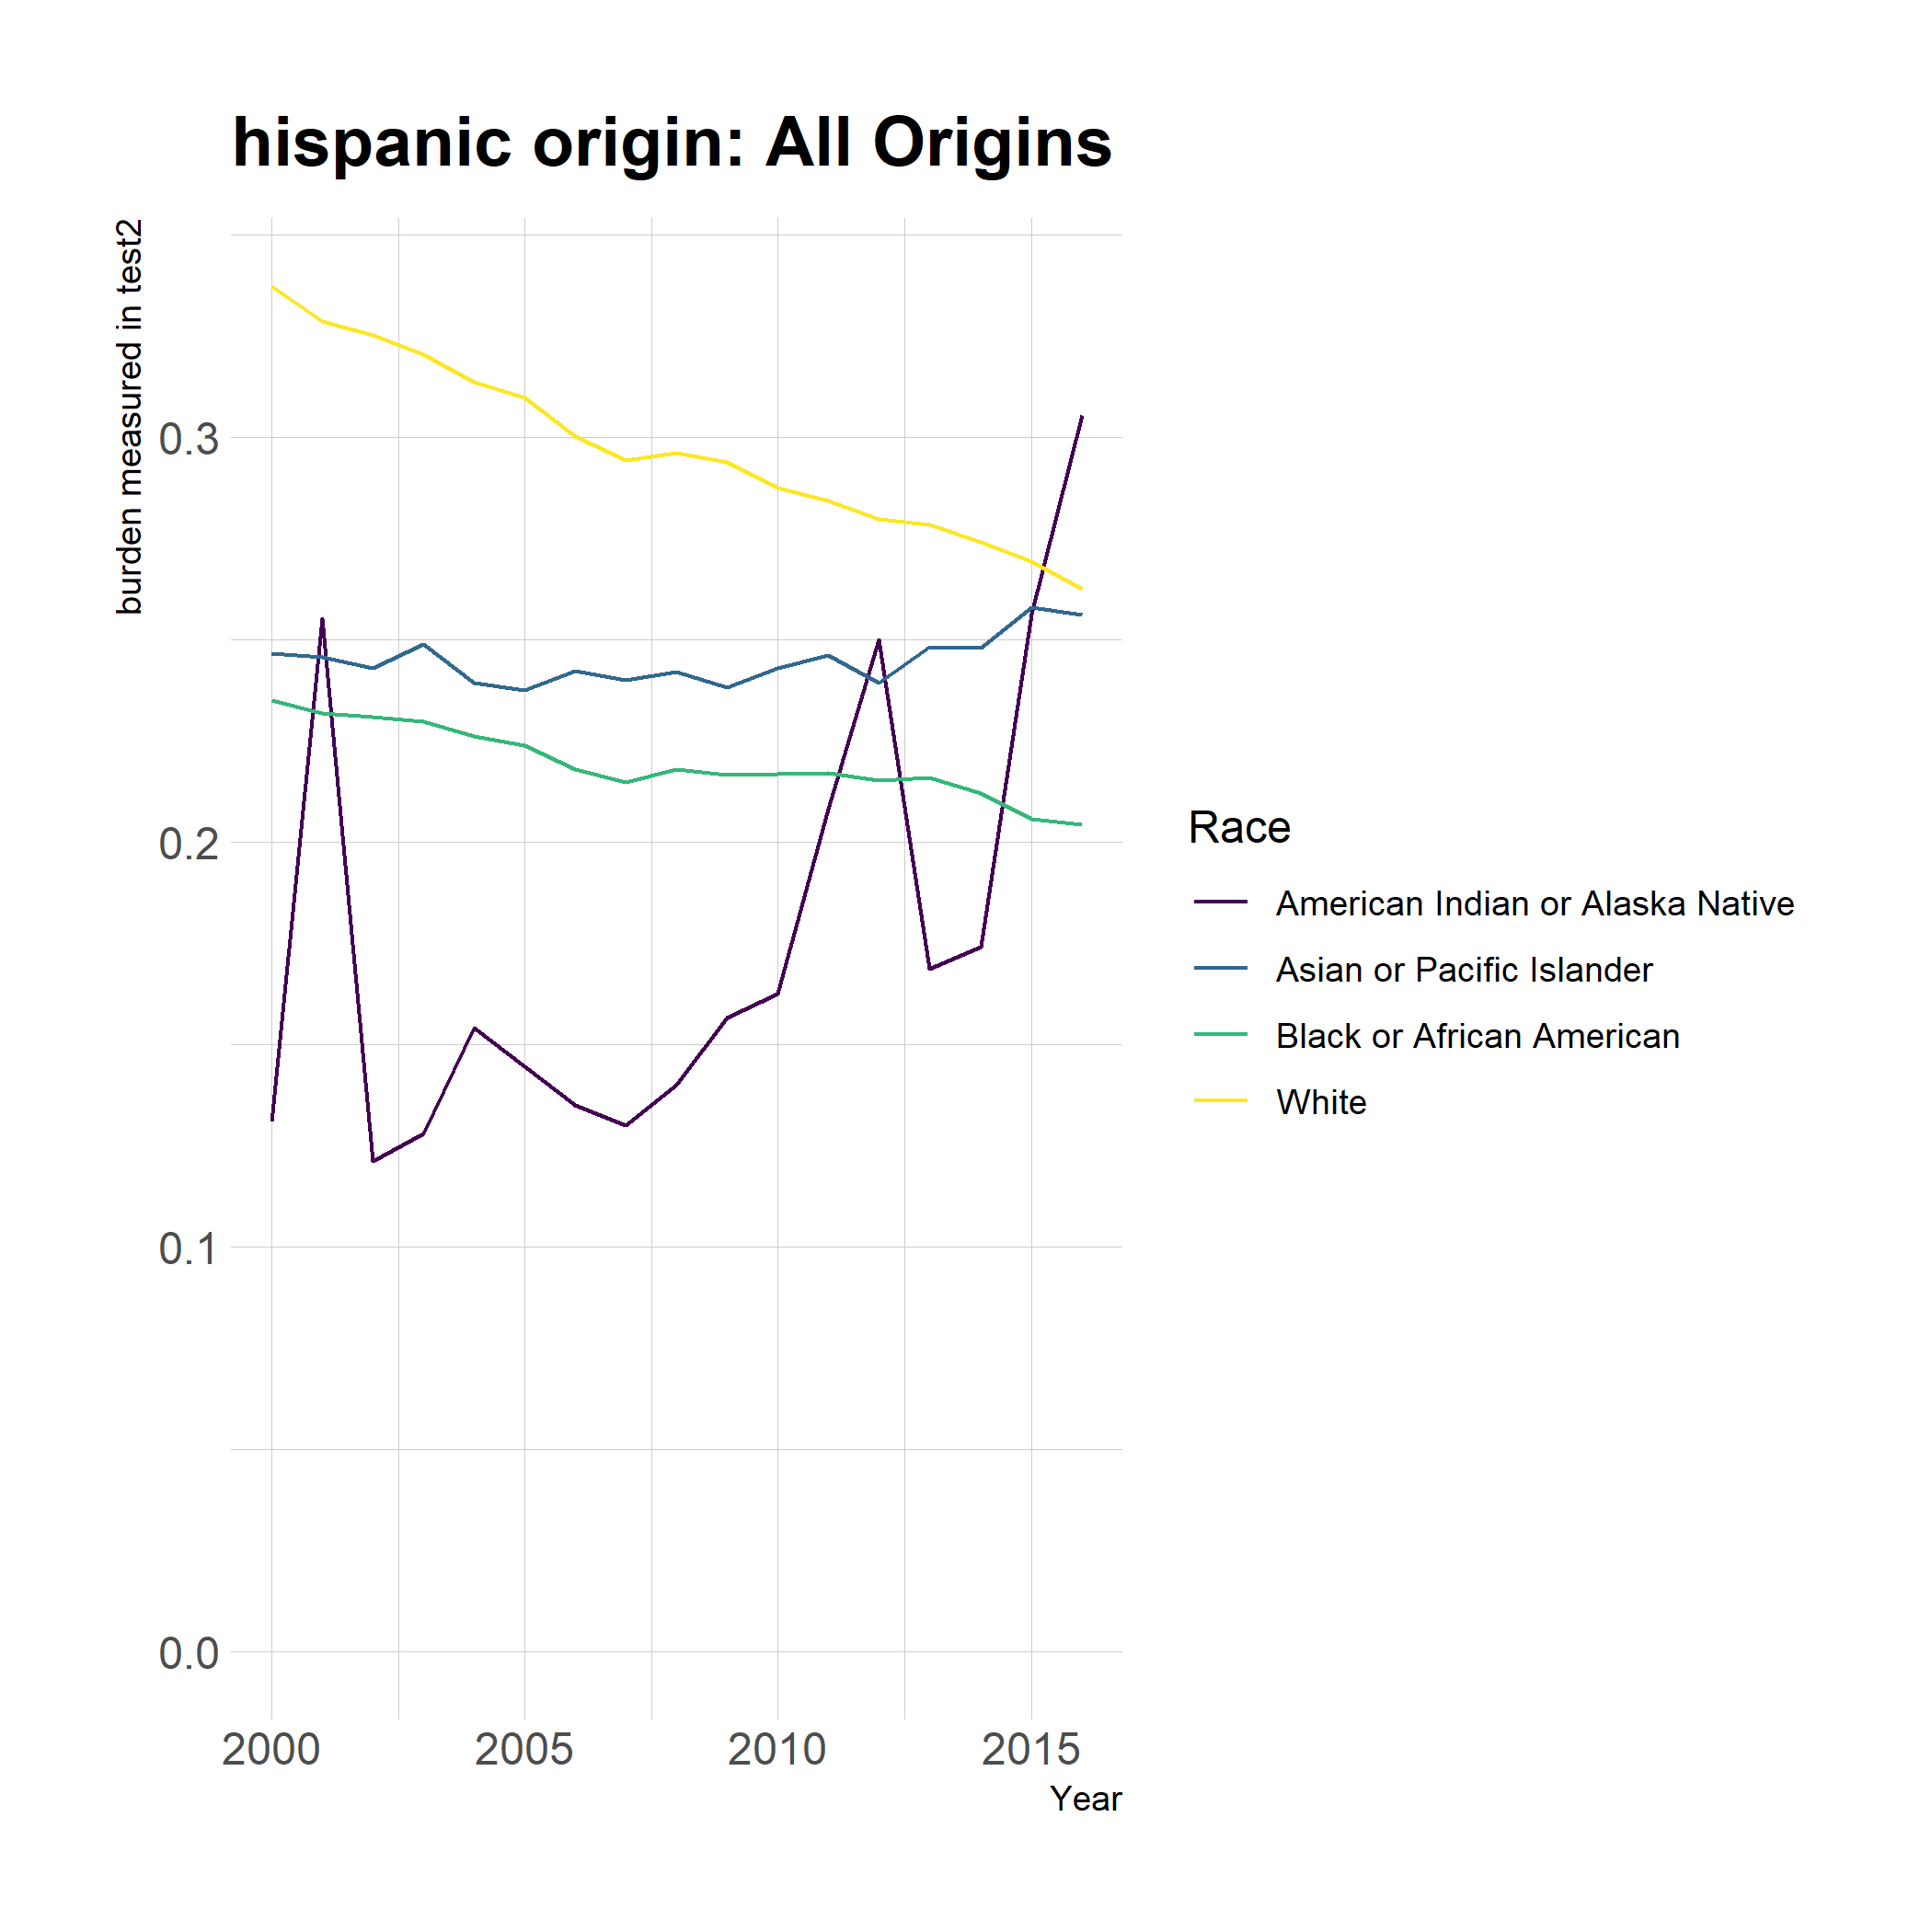 hispanic origin: All Origins
burden measured in test2
0.3
0.2
0.1
0.0
2000 2005 2010 2015
Year
Race
American Indian or Alaska Native
Asian or Pacific Islander
Black or African American
White